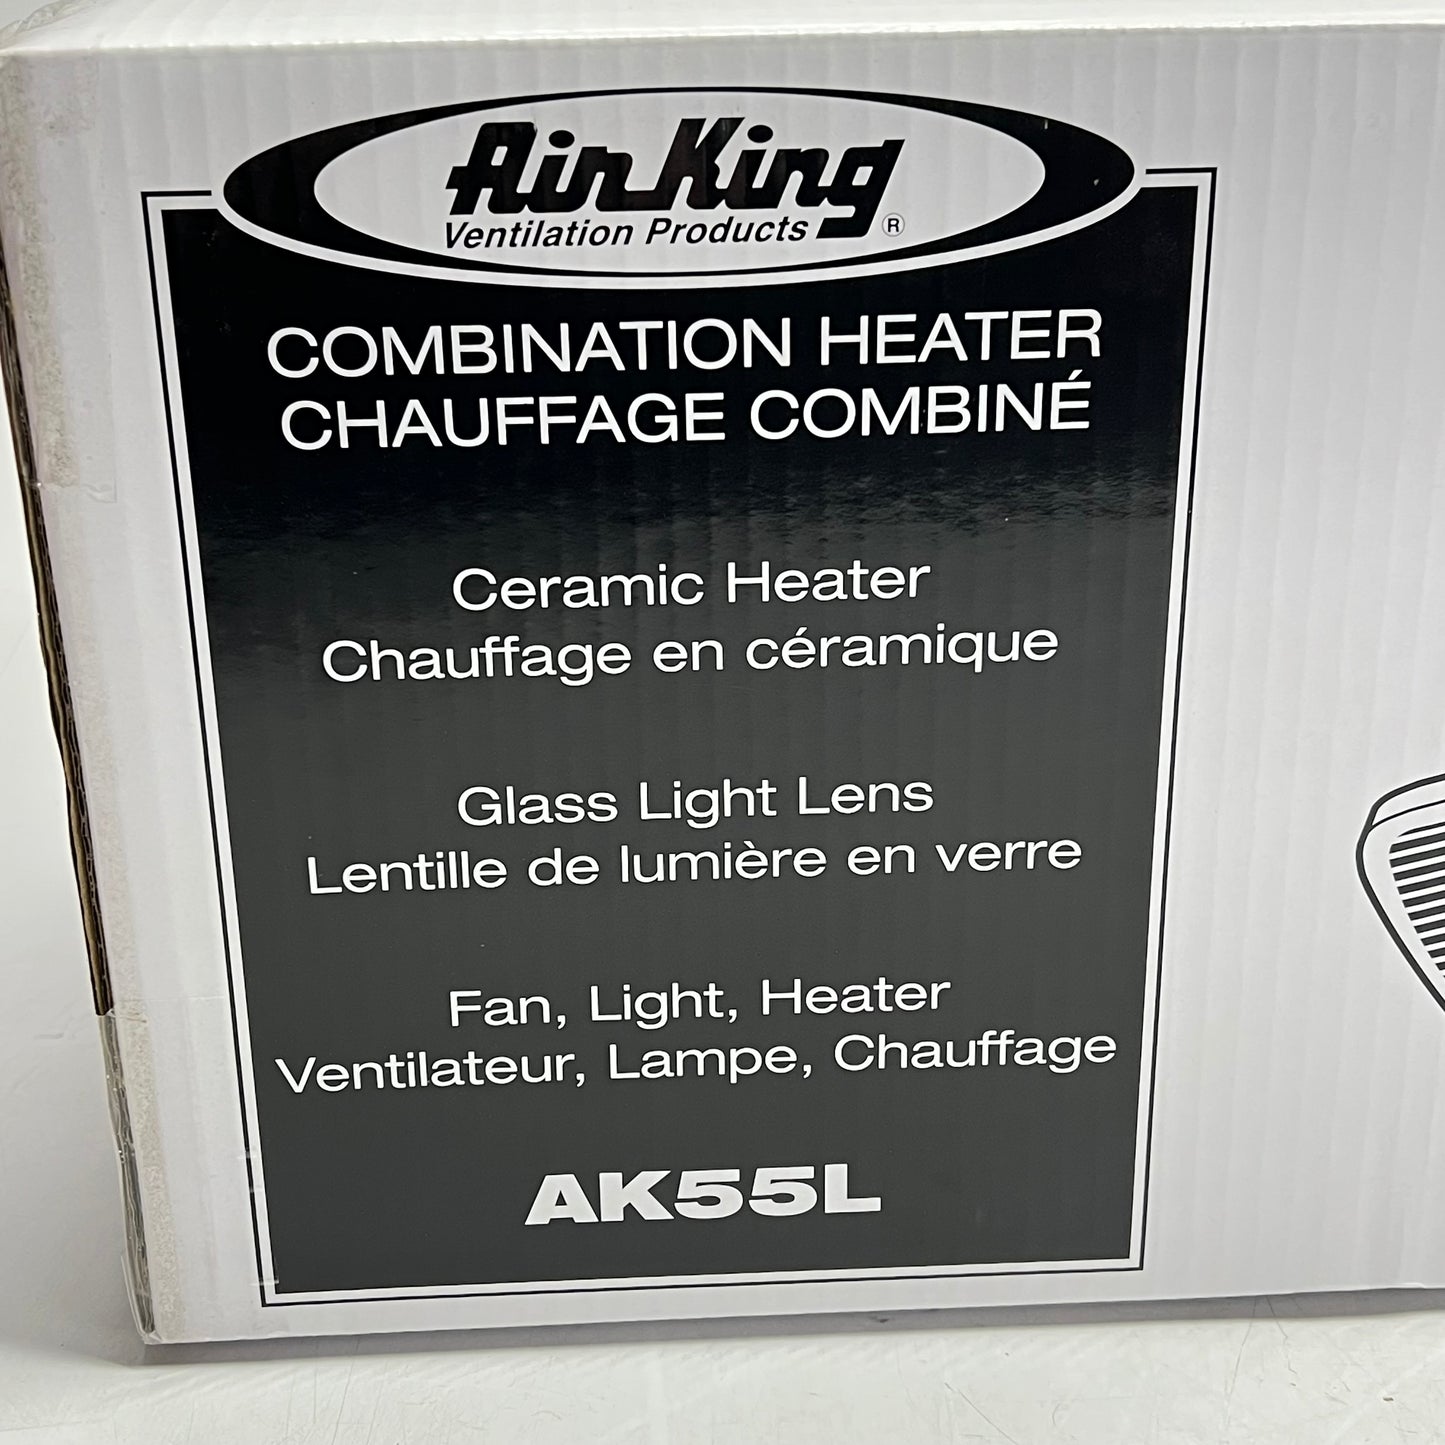 Air King
Ventilation Products ®
COMBINATION HEATER
CHAUFFAGE COMBINÉ
Ceramic Heater
Chauffage en céramique
Glass Light Lens
Lentille de lumière en verre
Fan, Light, Heater
Ventilateur, Lampe, Chauffage
AK55L